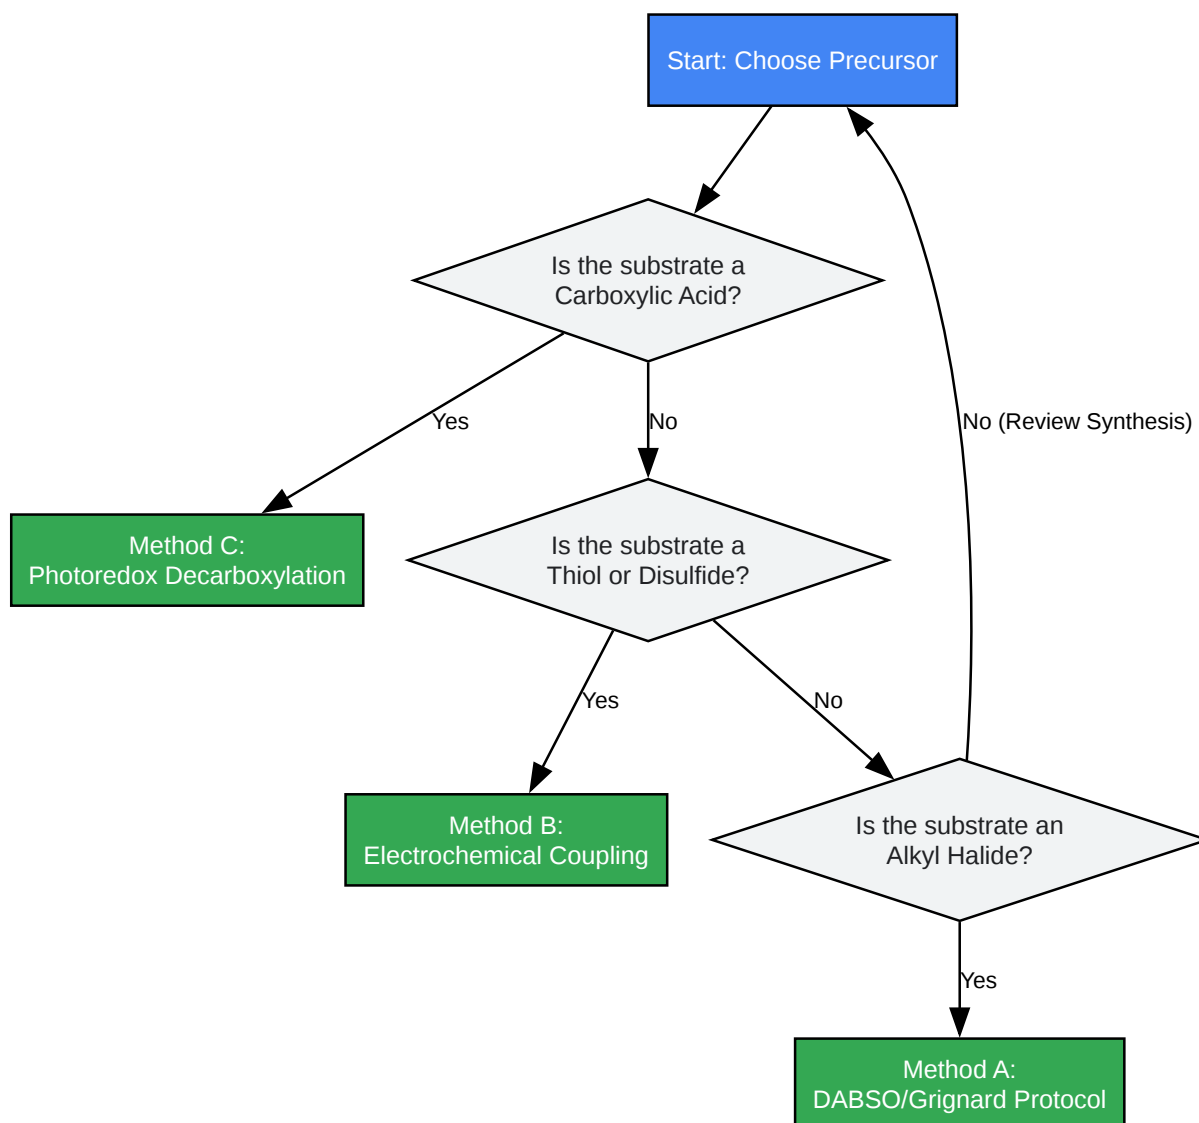 Start: Choose Precursor
Is the substrate a
Carboxylic Acid?
Yes
No
No (Review Synthesis)
Method C:
Photoredox Decarboxylation
Is the substrate a
Thiol or Disulfide?
Yes
No
Method B:
Electrochemical Coupling
Is the substrate an
Alkyl Halide?
Yes
Method A:
DABSO/Grignard Protocol